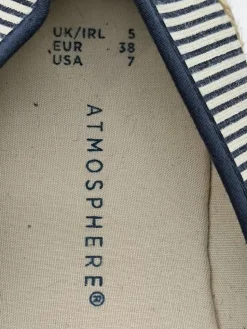 UK/IRL 5
EUR 38
USA 7
ATMOSPHERE®